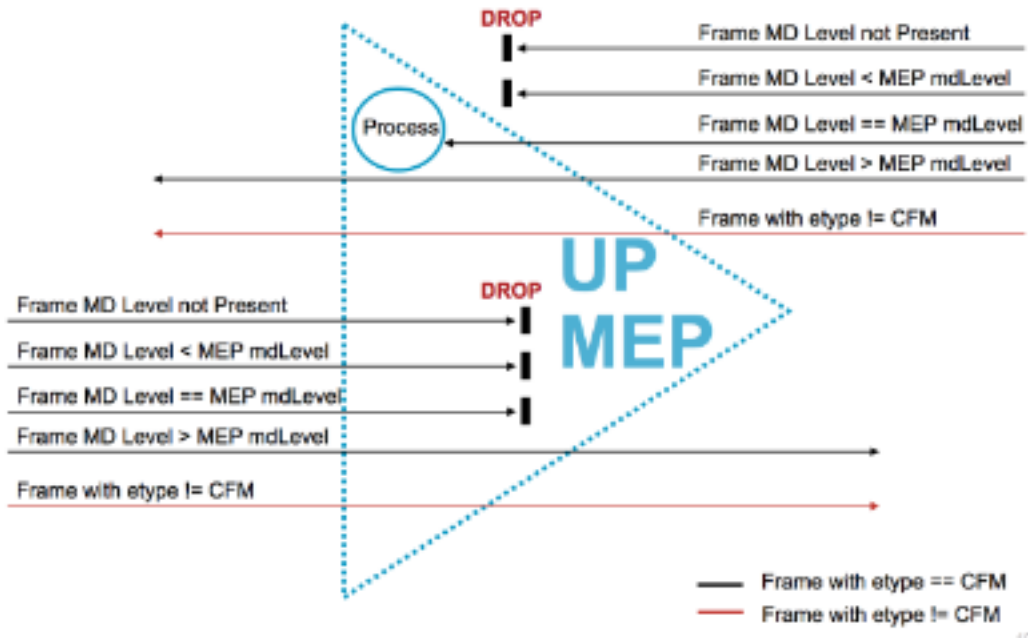 DROP
Frame MD Level not Present
Frame MD Level < MEP mdLevel
Process
Frame MD Level == MEP mdLevel
Frame MD Level > MEP mdLevel
Frame with etype != CFM
UP
MEP
DROP
Frame MD Level not Present
Frame MD Level < MEP mdLevel
Frame MD Level == MEP mdLevel
Frame MD Level > MEP mdLevel
Frame with etype != CFM
Frame with etype == CFM
Frame with etype != CFM